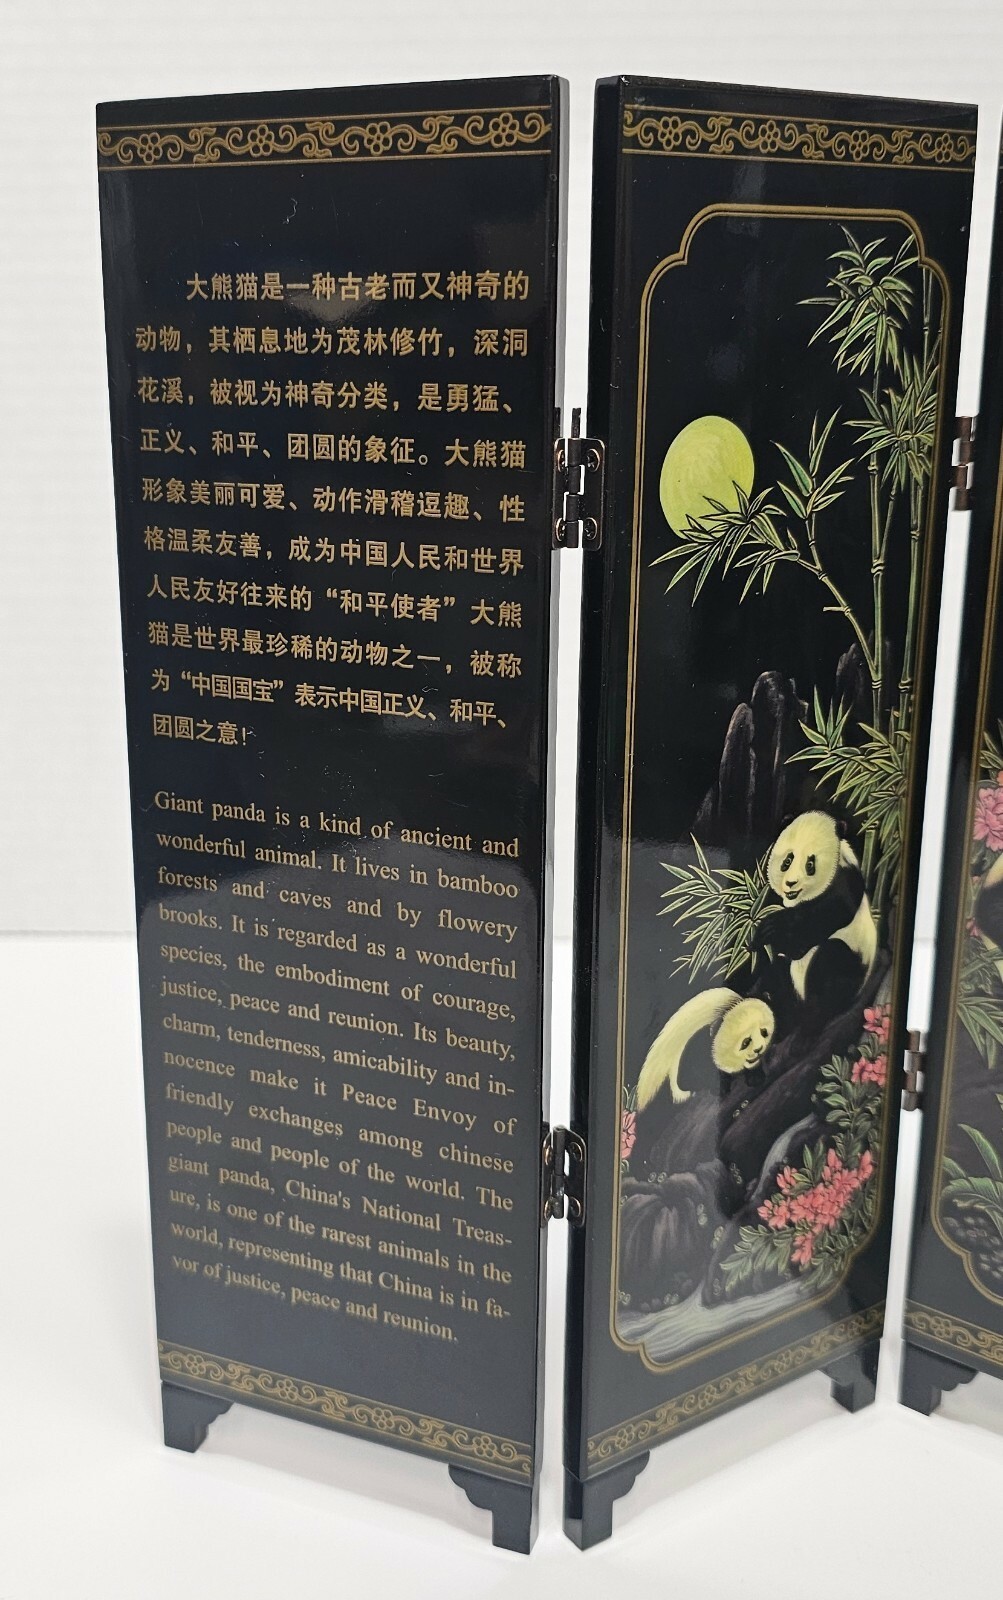 大熊猫是一种古老而又神奇的
动物，其栖息地为茂林修竹，深洞
花溪，被视为神奇分类，是勇猛、
正义、和平、团圆的象征。大熊猫
形象美丽可爱、动作滑稽逗趣、性
格温柔友善，成为中国人民和世界
人民友好往来的“和平使者”大熊
猫是世界最珍稀的动物之一，被称
为“中国国宝”表示中国正义、和平、
团圆之意！
Giant panda is a kind of ancient and
wonderful animal. It lives in bamboo
forests and caves and by flowery
brooks. It is regarded as a wonderful
species, the embodiment of courage,
justice, peace and reunion. Its beauty,
charm, tenderness, amicability and in-
nocence make it Peace Envoy of
friendly exchanges among chinese
people and people of the world. The
giant panda, China's National Treas-
ure, is one of the rarest animals in the
world, representing that China is in fa-
vor of justice, peace and reunion.